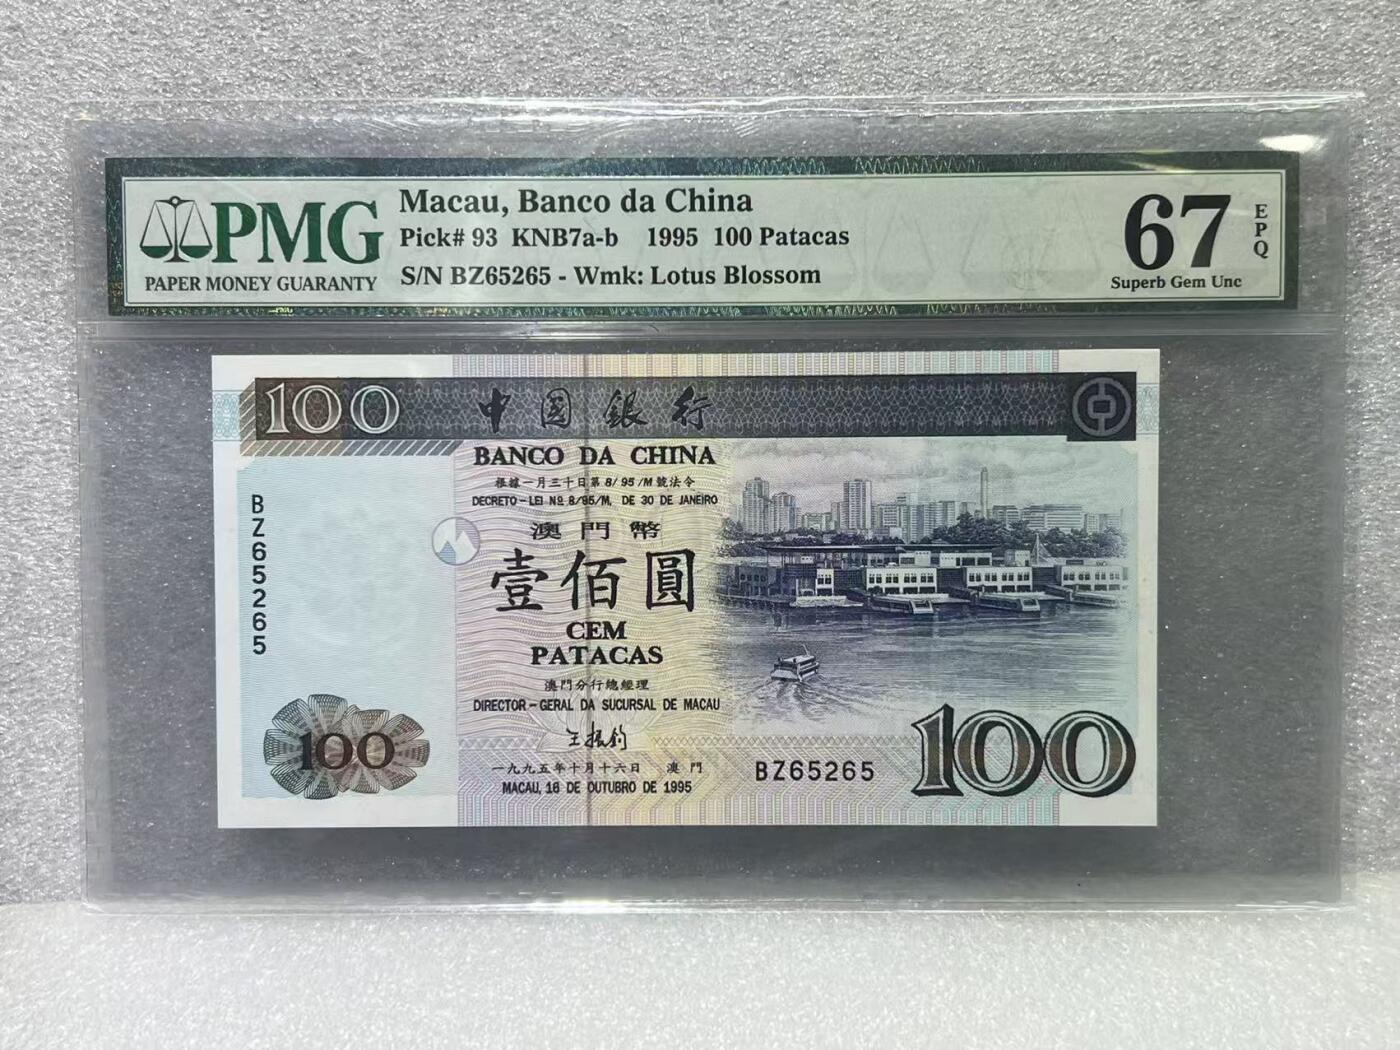 PMG
PAPER MONEY GUARANTY
Macau, Banco da China
Pick# 93 KNB7a-b 1995 100 Patacas
S/N BZ65265 - Wmk: Lotus Blossom
67
EPQ
Superb Gem Unc
100
中國銀行
BANCO DA CHINA
根據一月三十日第8/95/M號法令
DECRETO-LEI Nº 8/95/M, DE 30 DE JANEIRO
澳門幣
壹佰圓
CEM
PATACAS
澳門分行總經理
DIRECTOR-GERAL DA SUCURSAL DE MACAU
王振鈞
一九九五年十月十六日 澳門
MACAU, 16 DE OUTUBRO DE 1995
BZ65265
100
BZ65265
100